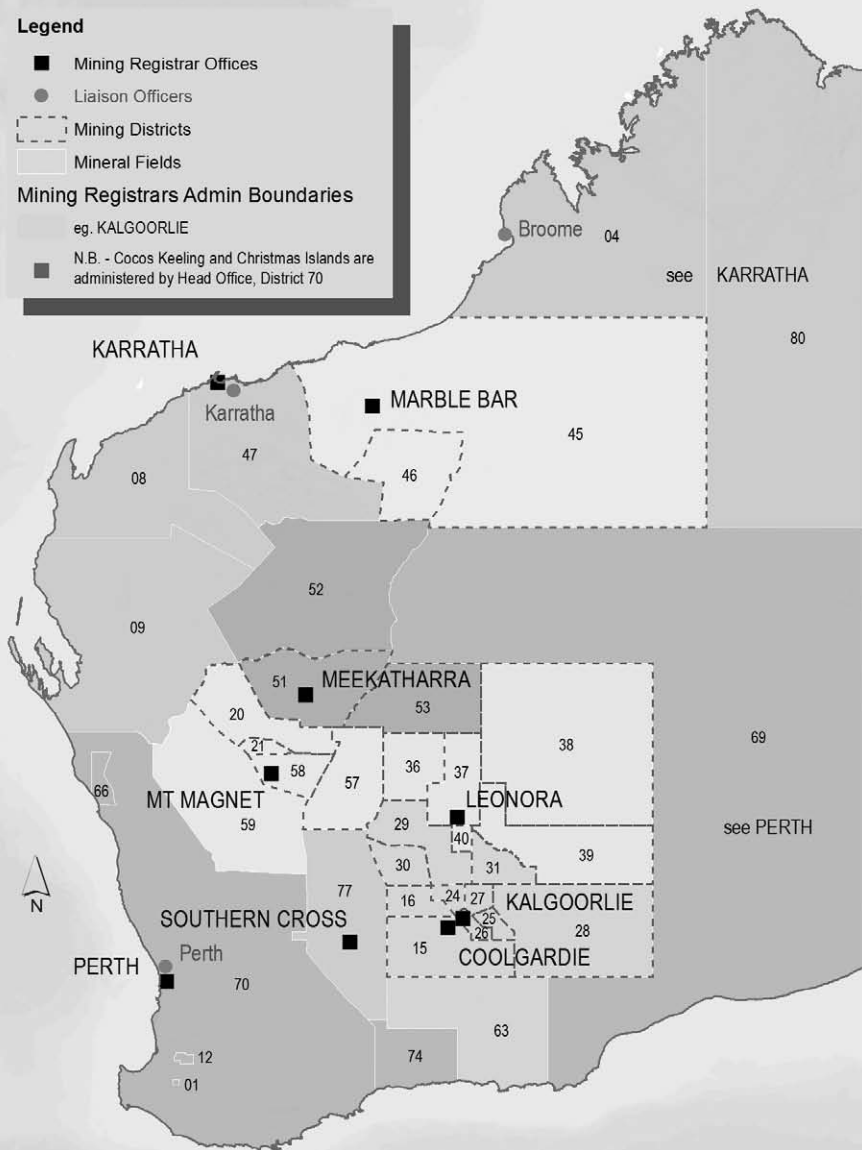 Legend
Mining Registrar Offices
Liaison Officers
Mining Districts
Mineral Fields
Mining Registrars Admin Boundaries
eg. KALGOORLIE
N.B. - Cocos Keeling and Christmas Islands are
administered by Head Office, District 70
Broome
04
see KARRATHA
80
KARRATHA
Karratha
MARBLE BAR
45
47
46
08
52
09
51
MEEKATHARRA
53
20
21
58
57
36
37
38
69
66
MT MAGNET
59
LEONORA
29
40
39
see PERTH
30
31
N
77
16
24
27
KALGOORLIE
SOUTHERN CROSS
25
26
28
15
COOLGARDIE
PERTH
Perth
70
63
12
74
01